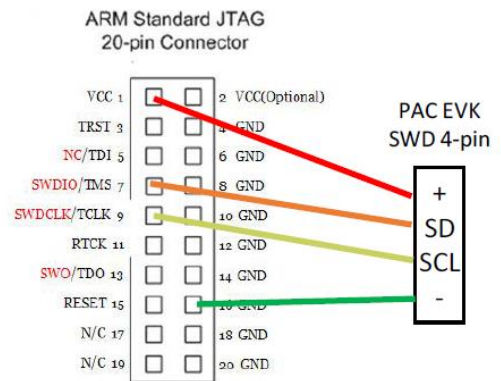 ARM Standard JTAG
20-pin Connector
VCC 1 2 VCC(Optional)
TRST 3 4 GND
NC/TDI 5 6 GND
SWDIO/TMS 7 8 GND
SWDCLK/TCLK 9 10 GND
RTCK 11 12 GND
SWO/TDO 13 14 GND
RESET 15 16 GND
N/C 17 18 GND
N/C 19 20 GND
PAC EVK
SWD 4-pin
+
SD
SCL
-